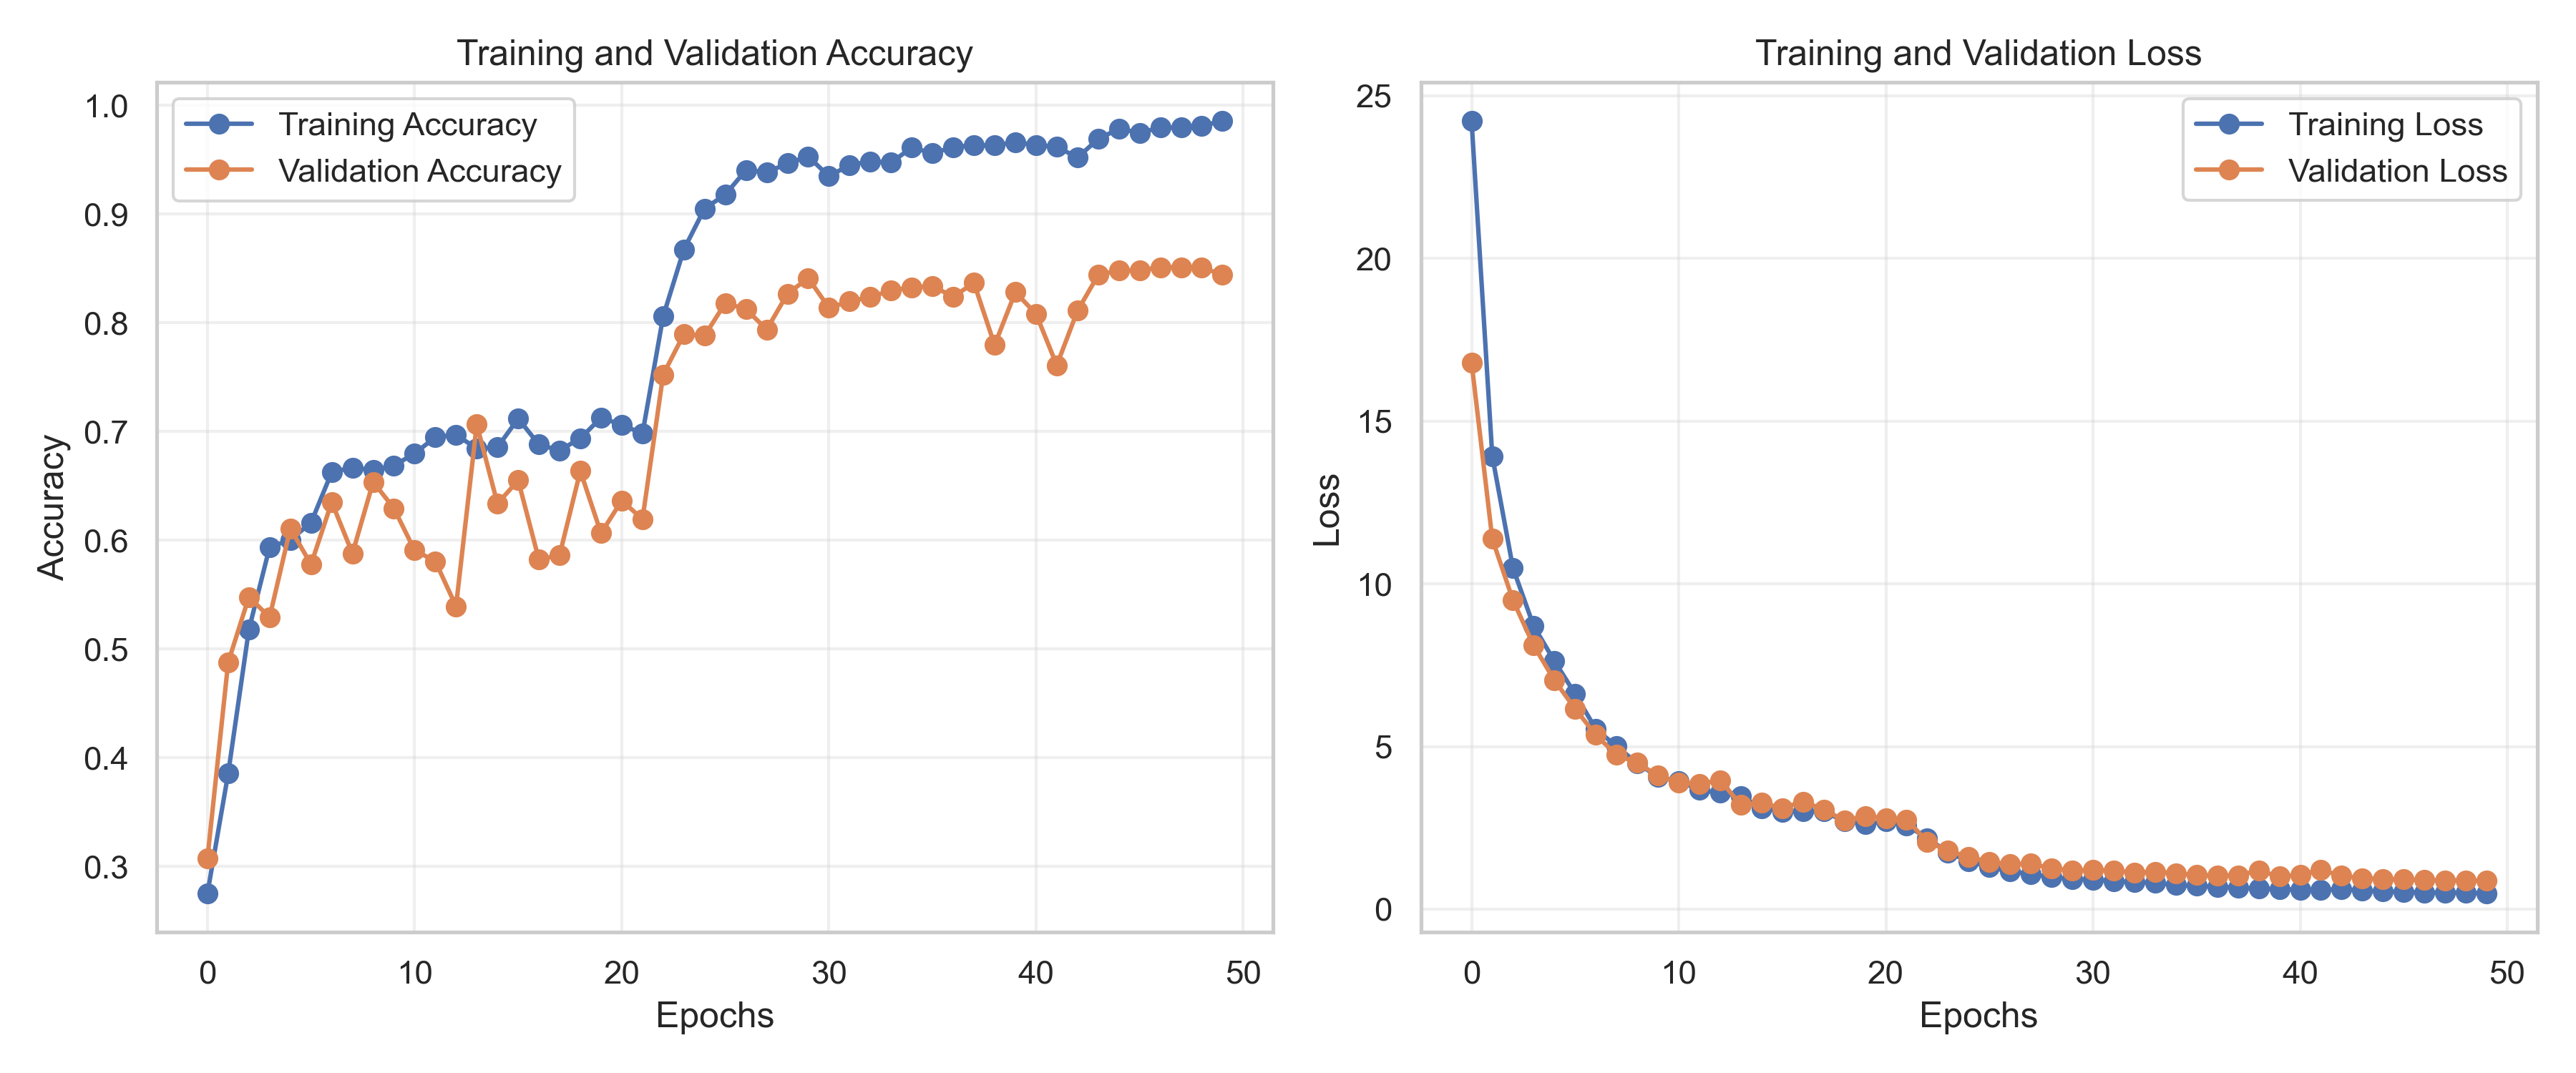 Training and Validation Accuracy
Training Accuracy
Validation Accuracy
1.0
0.9
0.8
0.7
0.6
0.5
0.4
0.3
Accuracy
0 10 20 30 40 50
Epochs
Training and Validation Loss
Training Loss
Validation Loss
25
20
15
10
5
0
Loss
0 10 20 30 40 50
Epochs